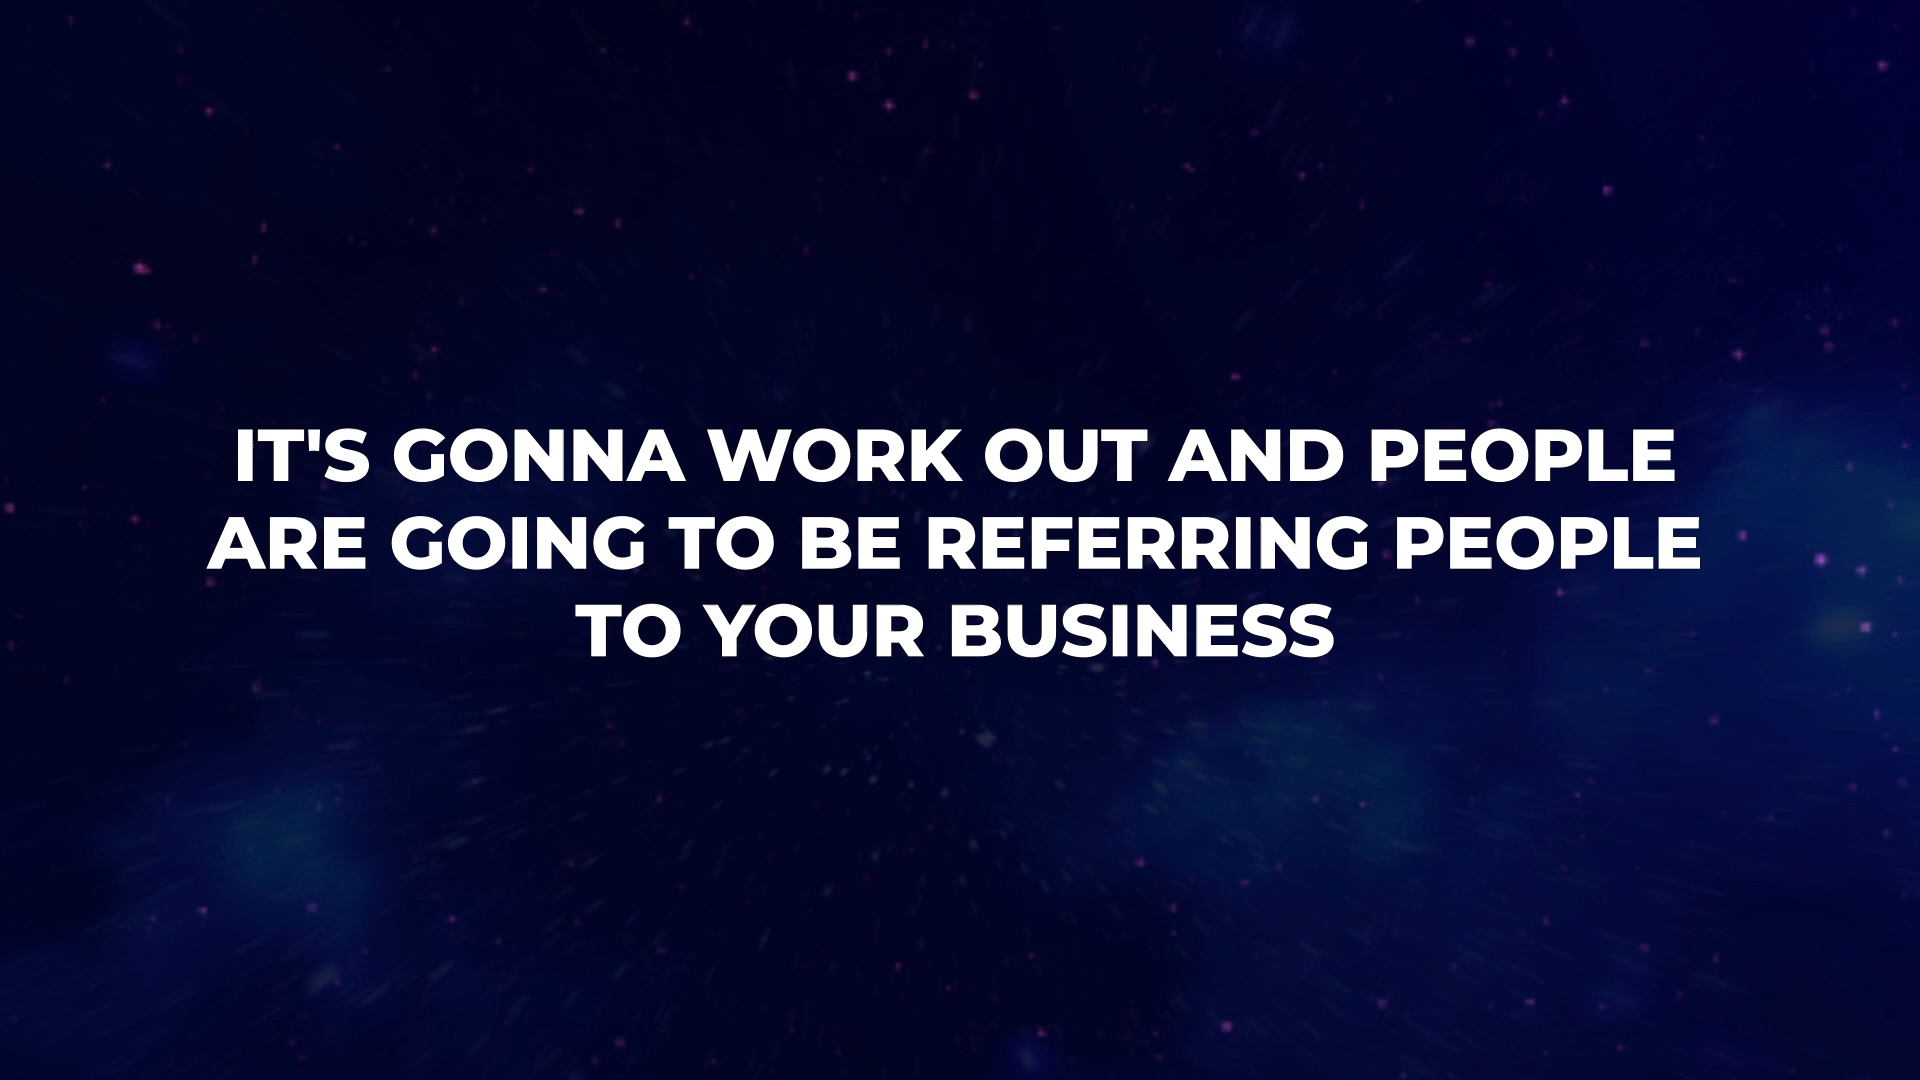 IT'S GONNA WORK OUT AND PEOPLE
ARE GOING TO BE REFERRING PEOPLE
TO YOUR BUSINESS